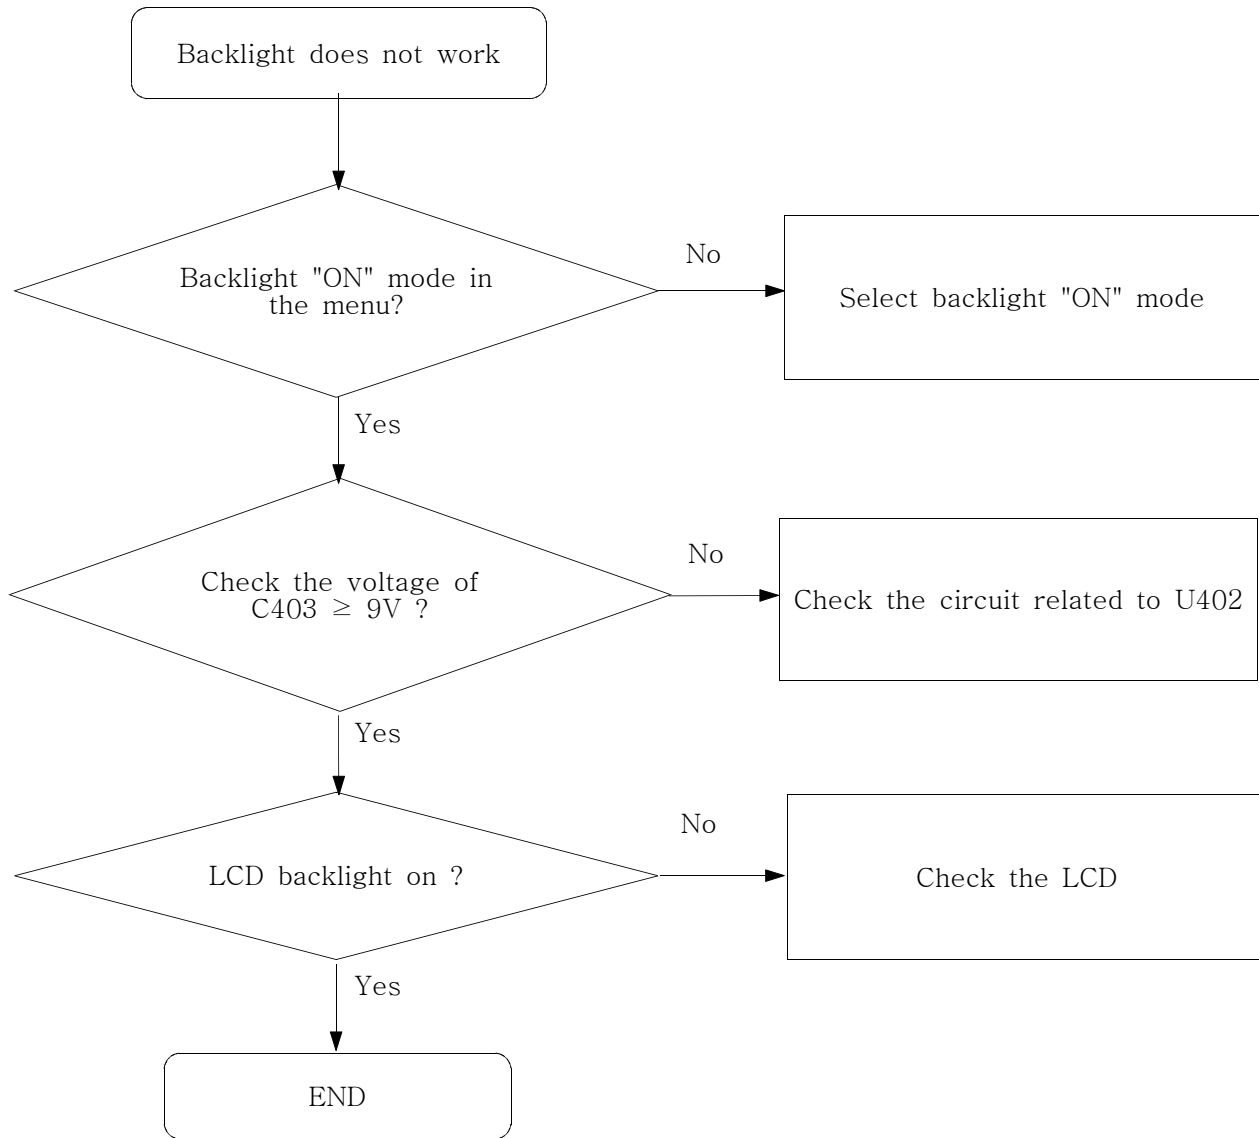 Backlight does not work
Backlight "ON" mode in
the menu?
No
Select backlight "ON" mode
Yes
Check the voltage of
C403 ≥ 9V ?
No
Check the circuit related to U402
Yes
LCD backlight on ?
No
Check the LCD
Yes
END